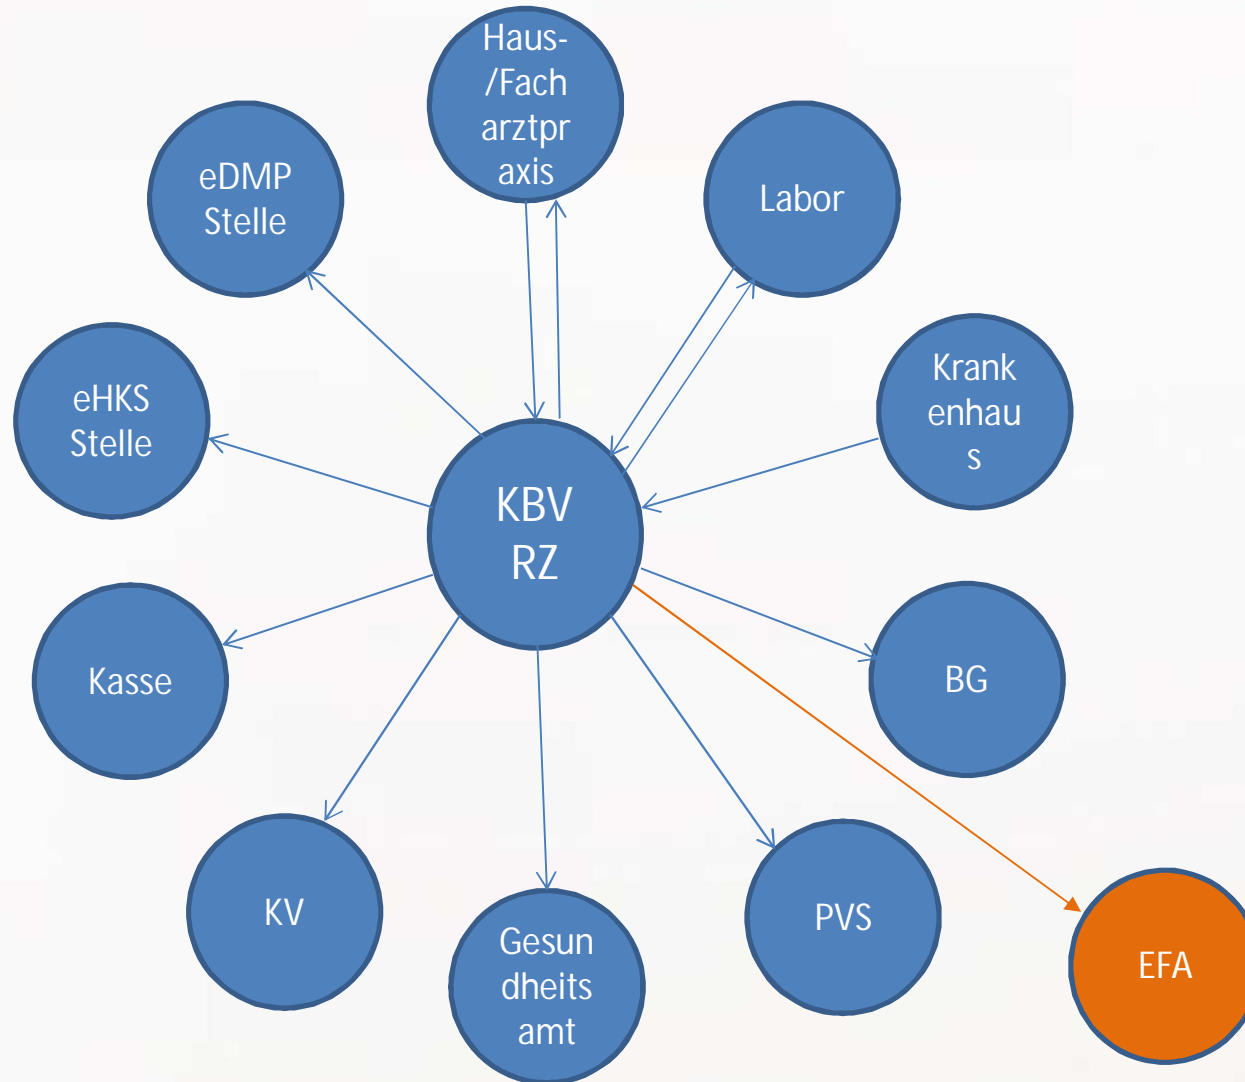 Haus-
/Fach
arztpr
axis
eDMP
Stelle
Labor
eHKS
Stelle
Krank
enhau
s
KBV
RZ
Kasse
BG
KV
Gesun
dheits
amt
PVS
EFA